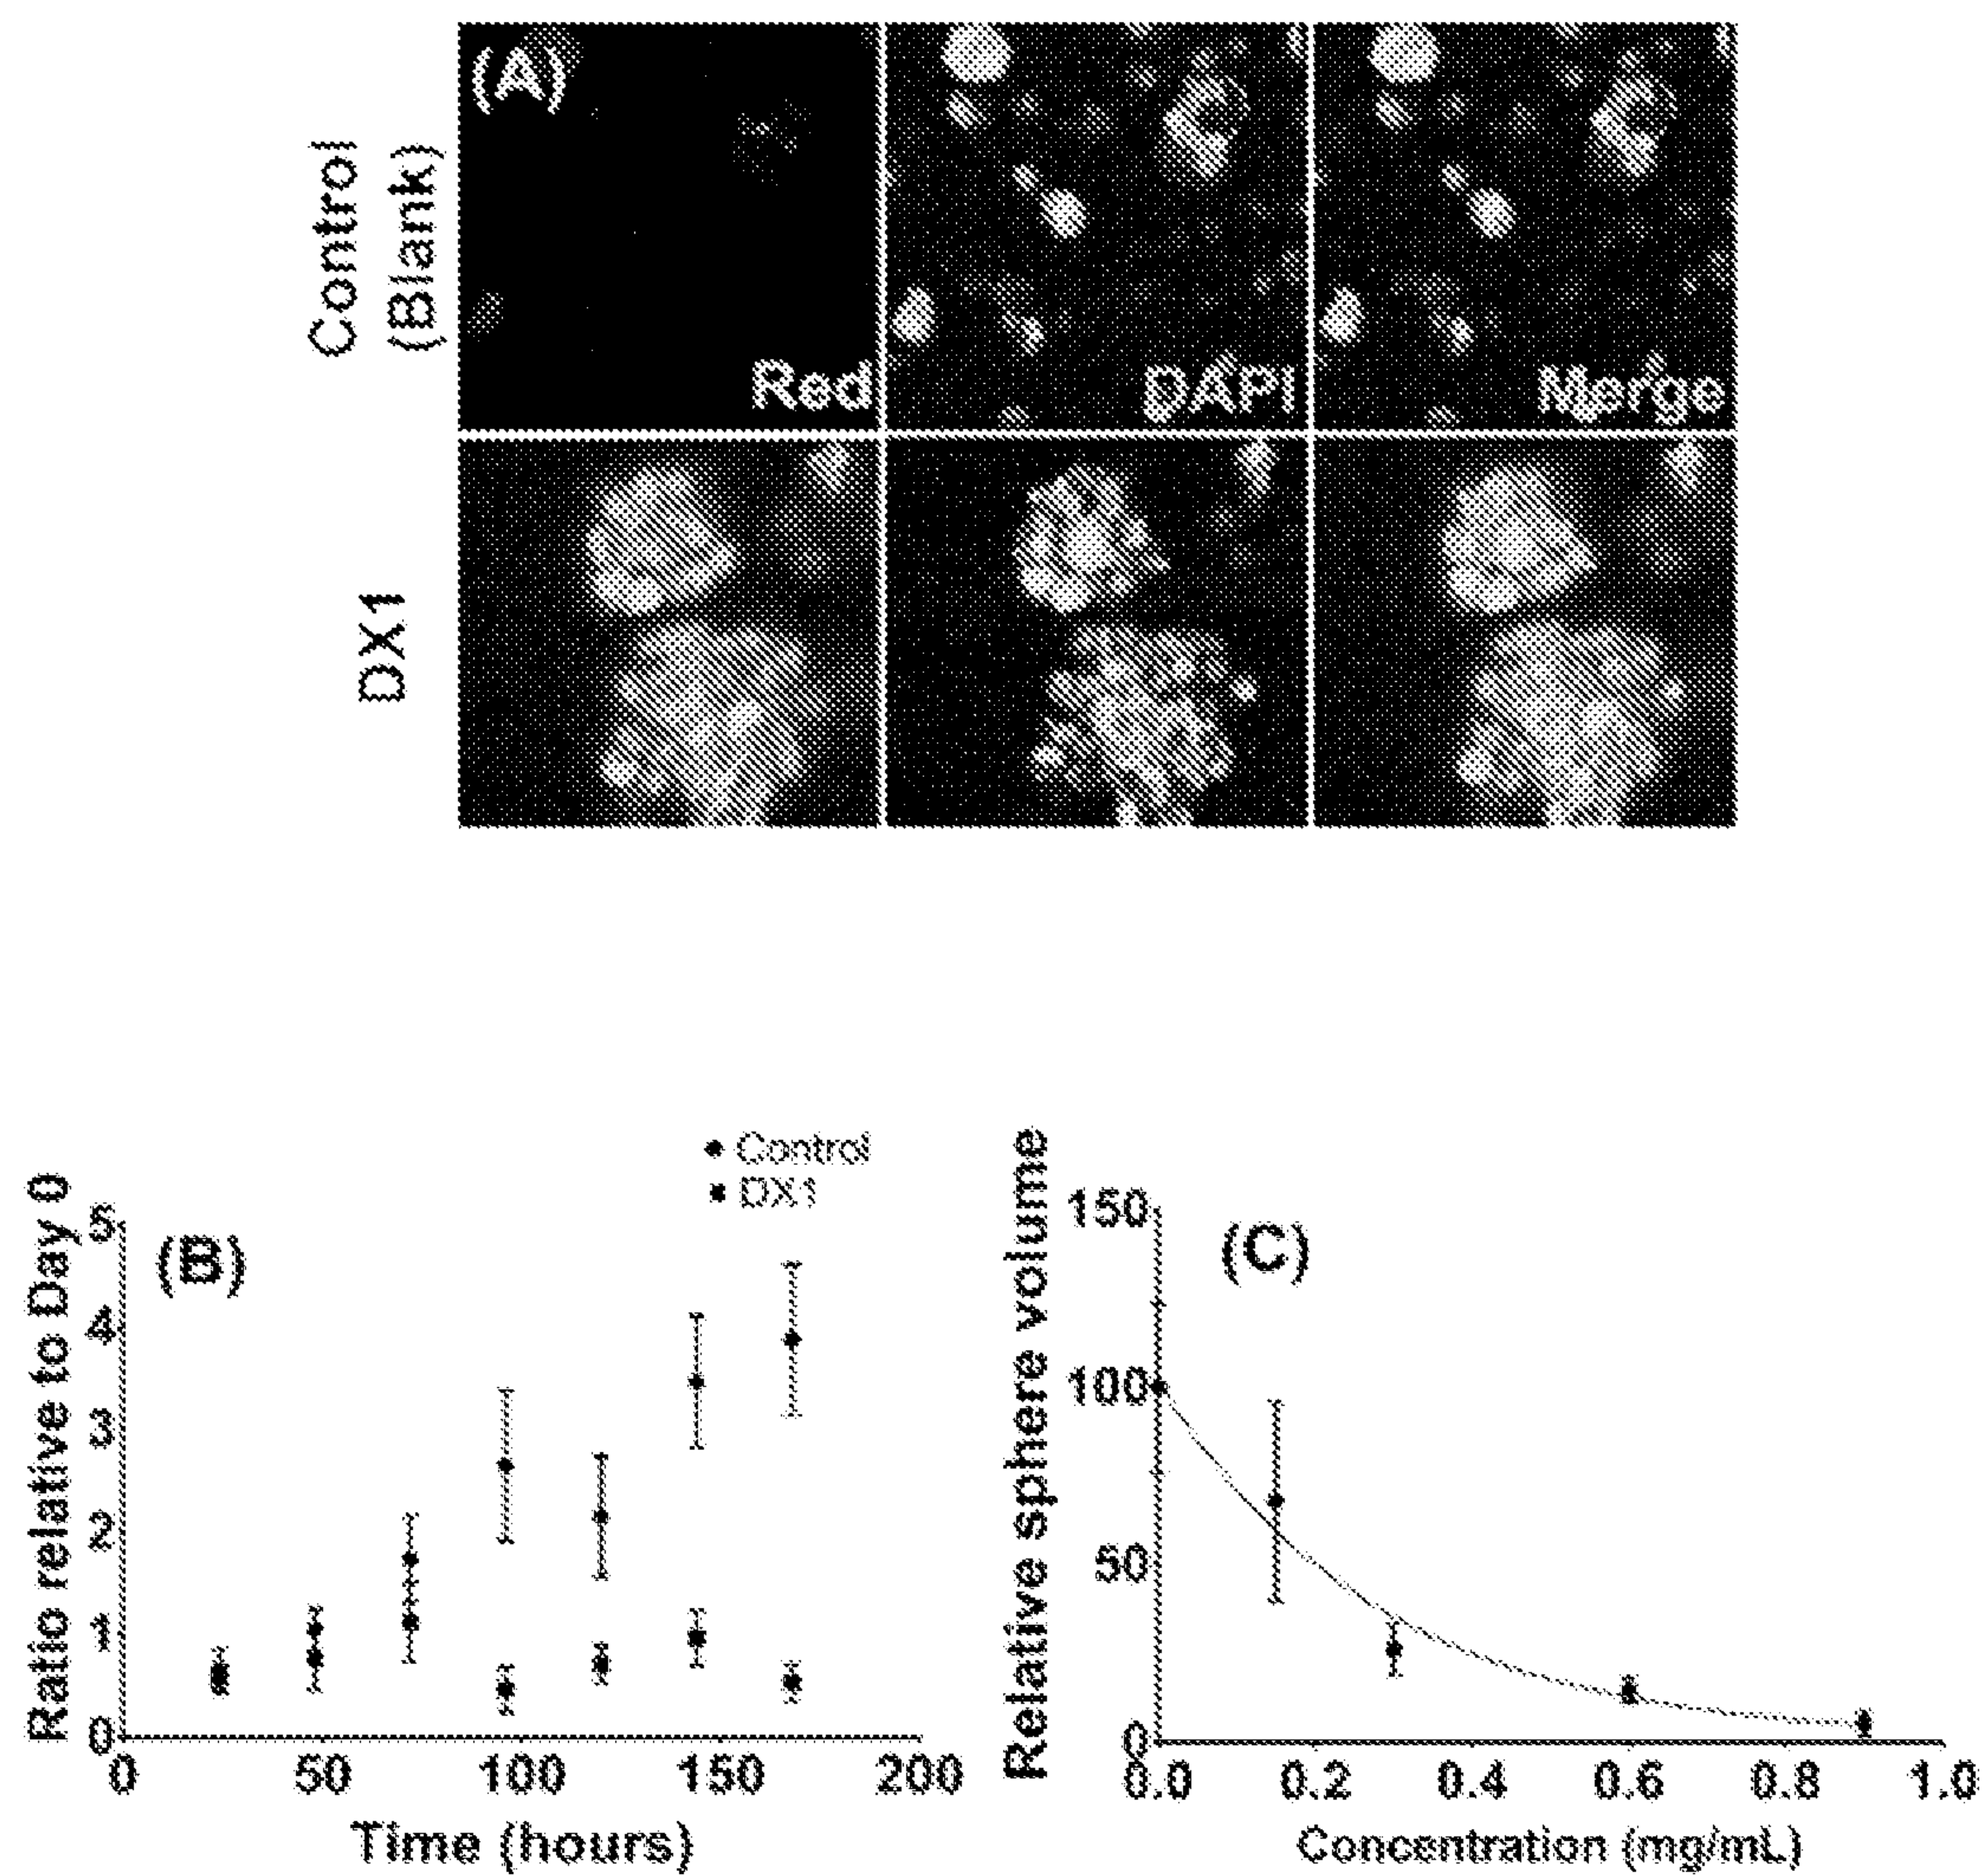 (A)
Control
(Blank)
Red
DAPI
Merge
DX1
Control
DX1
(B)
Ratio relative to Day 0
5
4
3
2
1
0
0 50 100 150 200
Time (hours)
(C)
Relative sphere volume
150
100
50
0
0.0 0.2 0.4 0.6 0.8 1.0
Concentration (mg/mL)